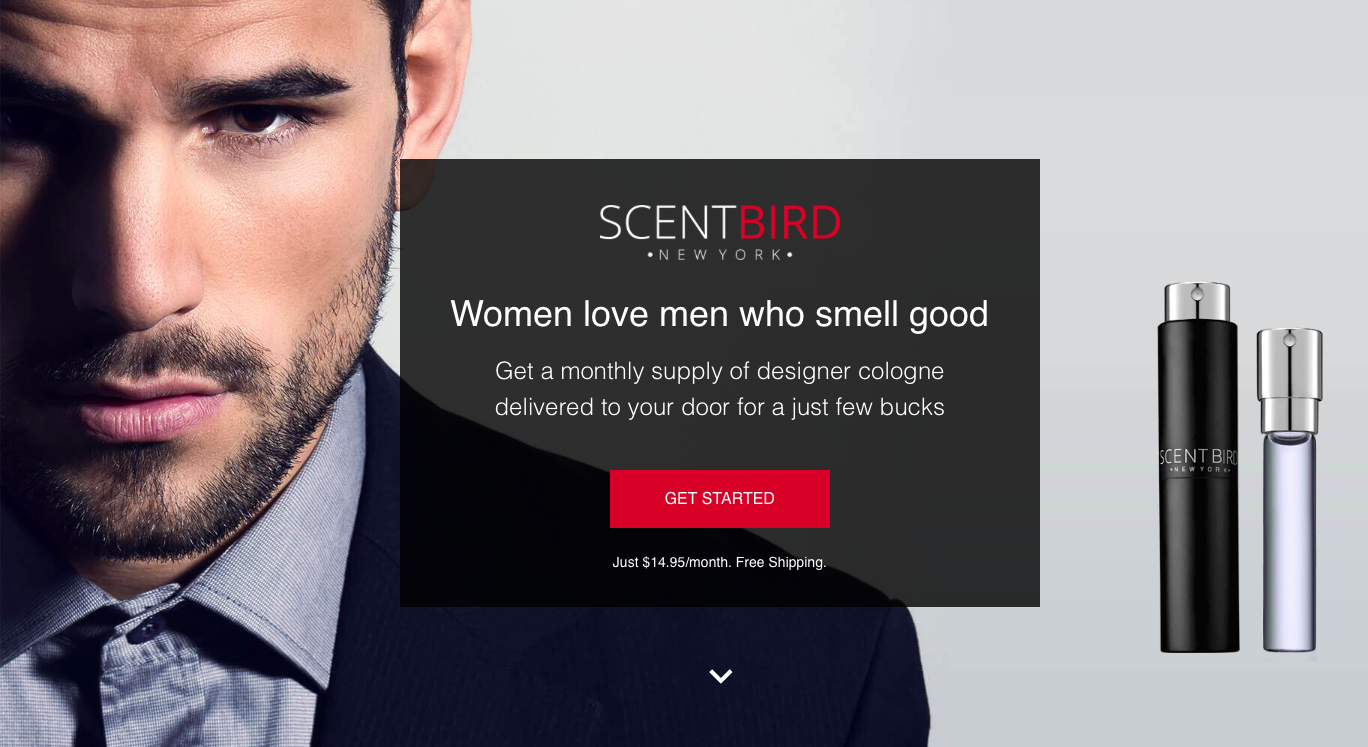 SCENTBIRD
•NEW YORK•
Women love men who smell good
Get a monthly supply of designer cologne
delivered to your door for a just few bucks
GET STARTED
Just $14.95/month. Free Shipping.
SCENTBIRD
•NEW YORK•